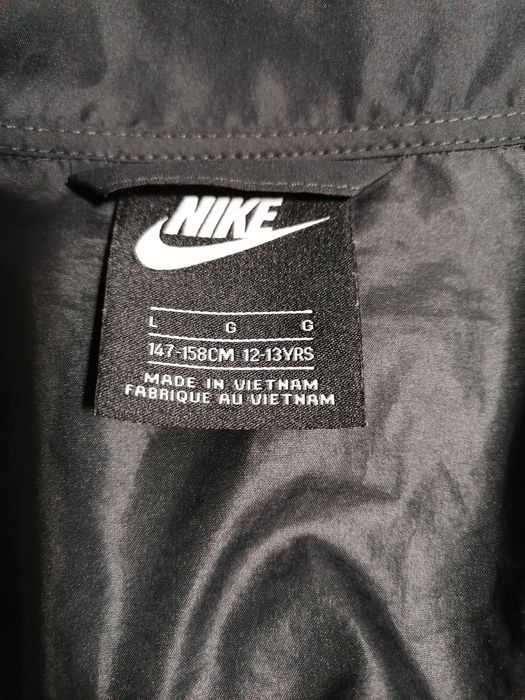 NIKE
L G G
147-158CM 12-13YRS
MADE IN VIETNAM
FABRIQUE AU VIETNAM